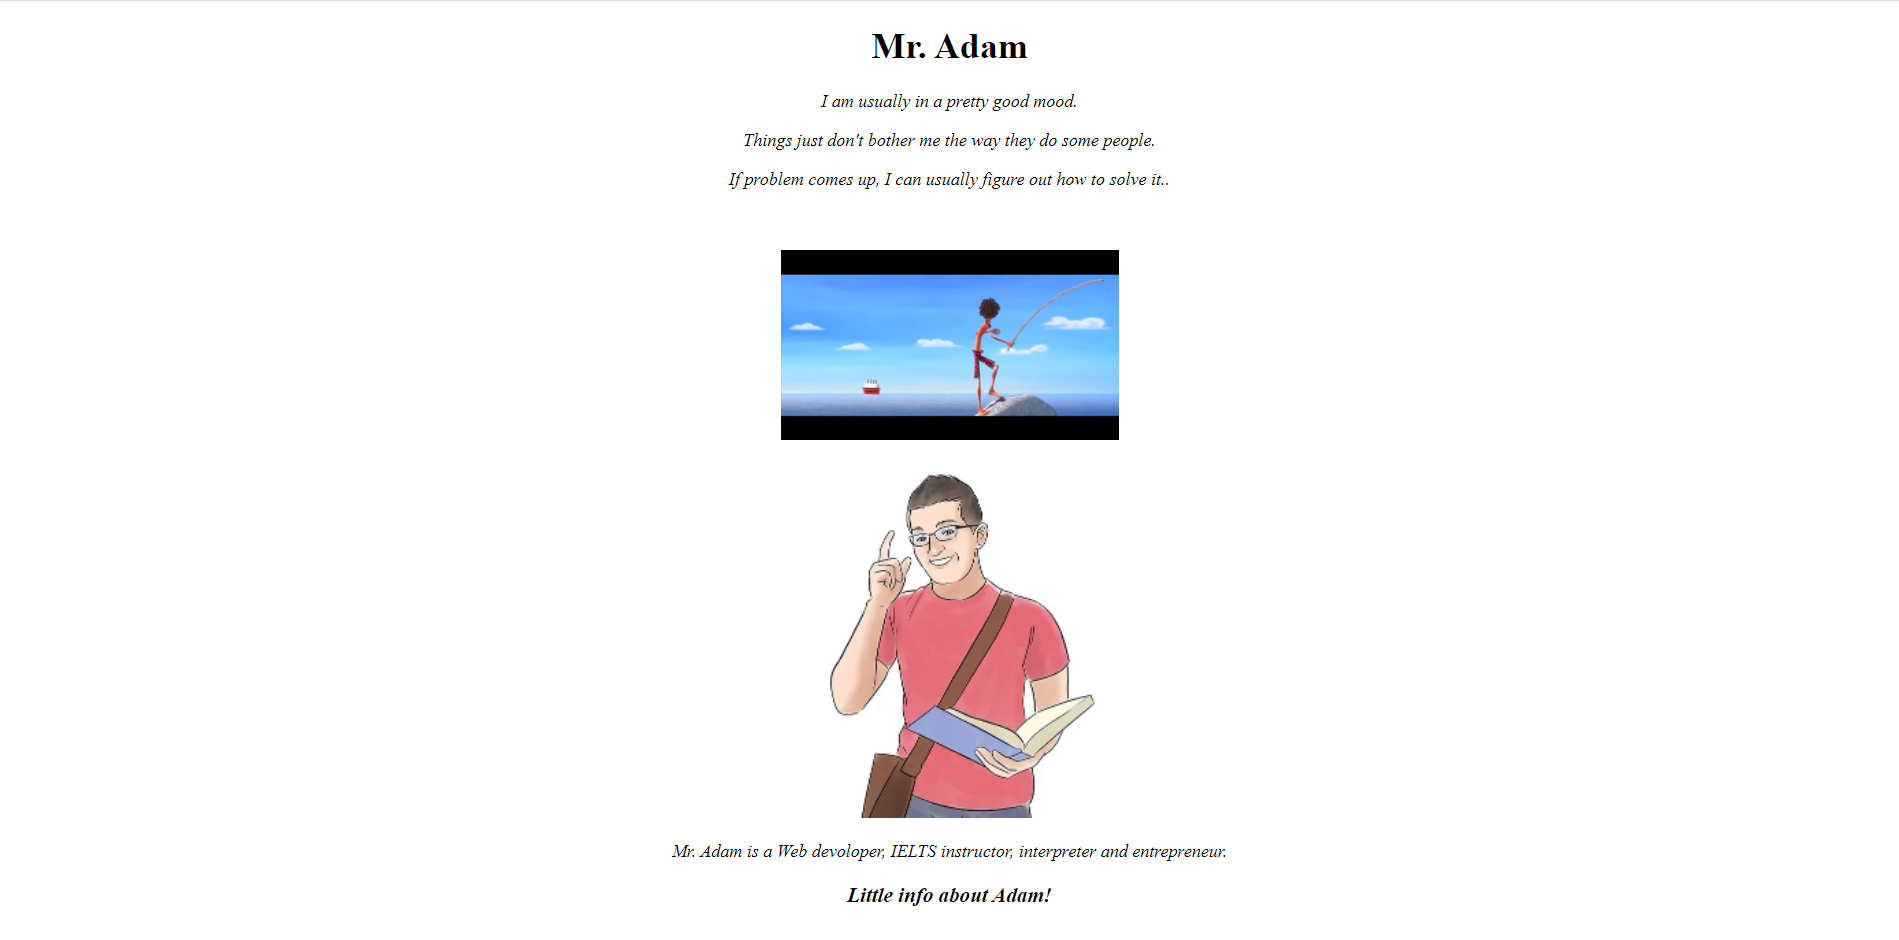 Mr. Adam
I am usually in a pretty good mood.
Things just don't bother me the way they do some people.
If problem comes up, I can usually figure out how to solve it..
Mr. Adam is a Web devoloper, IELTS instructor, interpreter and entrepreneur.
Little info about Adam!